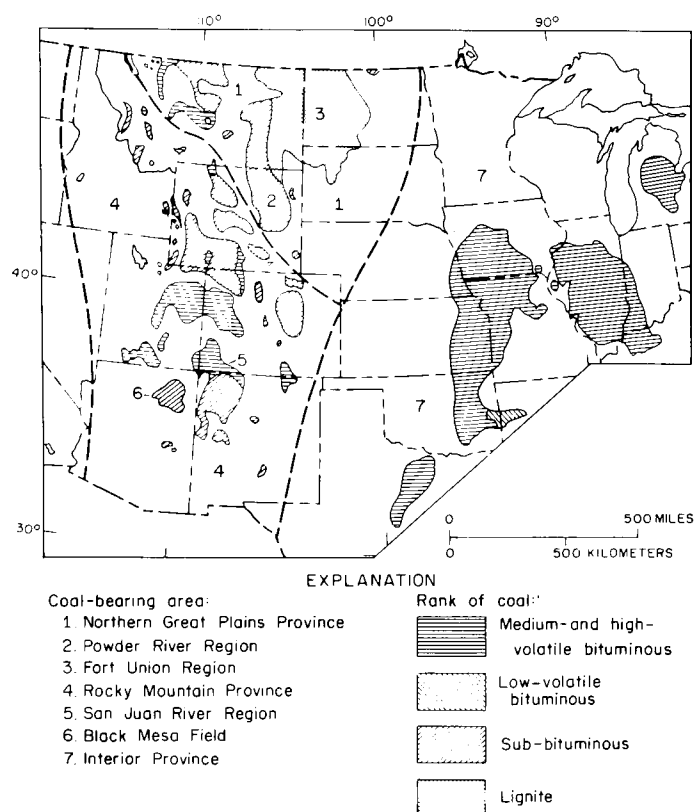 110°
100°
90°
1
3
2
4
1
7
40°
5
6
7
4
30°
0 500 MILES
0 500 KILOMETERS
EXPLANATION
Coal-bearing area:
1. Northern Great Plains Province
2. Powder River Region
3. Fort Union Region
4. Rocky Mountain Province
5. San Juan River Region
6. Black Mesa Field
7. Interior Province
Rank of coal:
Medium-and high-
volatile bituminous
Low-volatile
bituminous
Sub-bituminous
Lignite